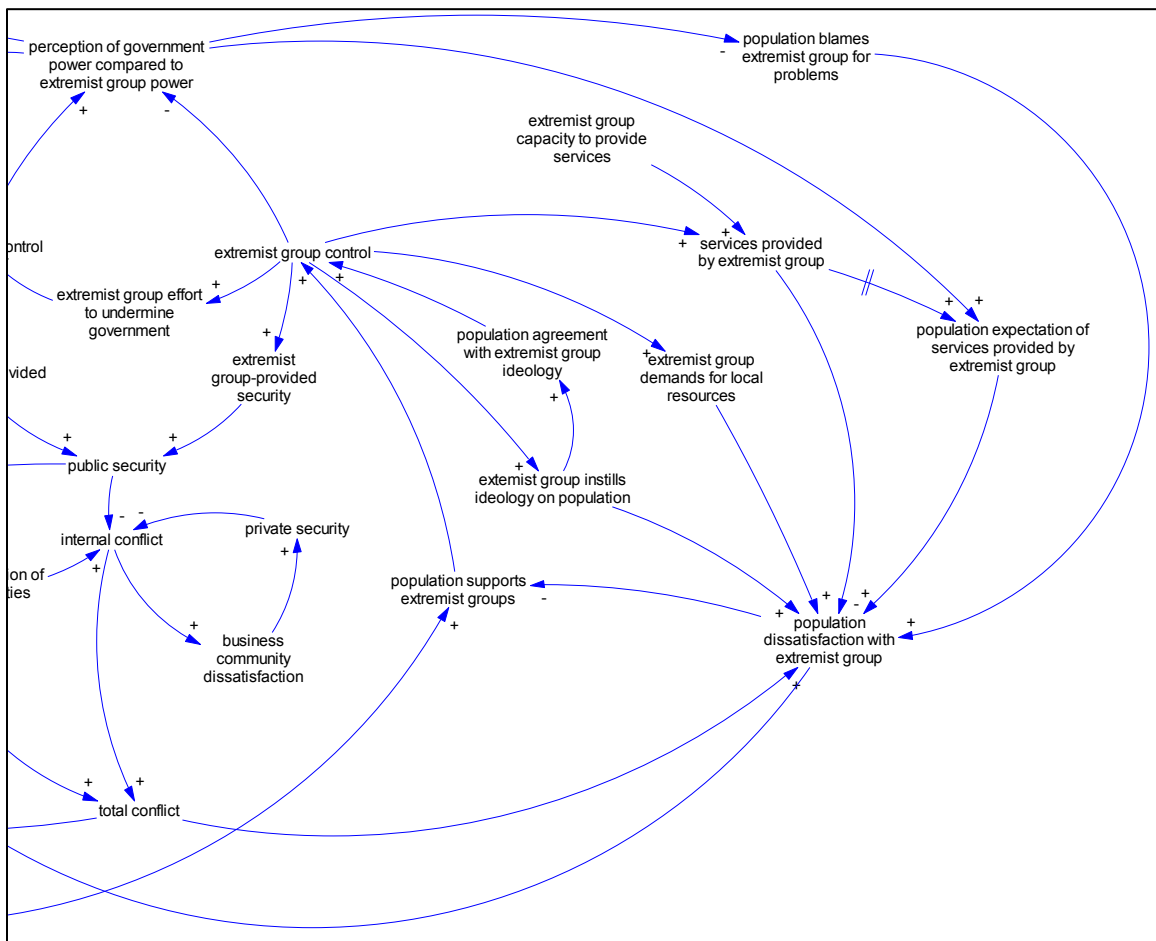 perception of government
power compared to
extremist group power
population blames
extremist group for
problems
-
+
-
extremist group
capacity to provide
services
ontrol
extremist group control
+
+
services provided
by extremist group
extremist group effort
to undermine
government
+
+
+
+
+
+
population expectation of
services provided by
extremist group
population agreement
with extremist group
ideology
+
extremist group
demands for local
resources
vided
extremist
group-provided
security
+
+
+
public security
+
extemist group instills
ideology on population
-
-
private security
internal conflict
+
+
on of
ties
population supports
extremist groups
-
+
+
+
-
+
+
population
dissatisfaction with
extremist group
+
business
community
dissatisfaction
+
+
+
total conflict